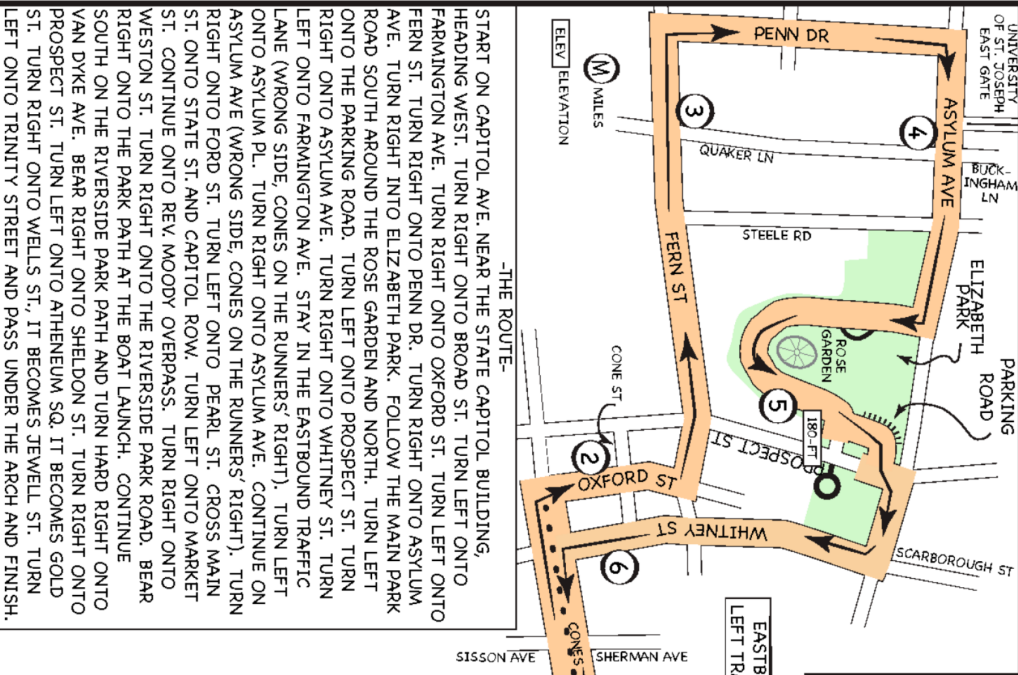 UNIVERSITY
OF ST. JOSEPH
EAST GATE
PENN DR
ASYLUM AVE
BUCK-
INGHAM
LN
4
3
QUAKER LN
STEELE RD
FERN ST
ELIZABETH
PARK
ROSE
GARDEN
PARKING
ROAD
5
180 FT
PROSPECT ST
CONE ST
2
OXFORD ST
WHITNEY ST
SCARBOROUGH ST
6
CONES
SISSON AVE
SHERMAN AVE
EASTB
LEFT TR
M MILES
ELEV ELEVATION
-THE ROUTE-
START ON CAPITOL AVE. NEAR THE STATE CAPITOL BUILDING,
HEADING WEST. TURN RIGHT ONTO BROAD ST. TURN LEFT ONTO
FARMINGTON AVE. TURN RIGHT ONTO OXFORD ST. TURN LEFT ONTO
FERN ST. TURN RIGHT ONTO PENN DR. TURN RIGHT ONTO ASYLUM
AVE. TURN RIGHT INTO ELIZABETH PARK. FOLLOW THE MAIN PARK
ROAD SOUTH AROUND THE ROSE GARDEN AND NORTH. TURN LEFT
ONTO THE PARKING ROAD. TURN LEFT ONTO PROSPECT ST. TURN
RIGHT ONTO ASYLUM AVE. TURN RIGHT ONTO WHITNEY ST. TURN
LEFT ONTO FARMINGTON AVE. STAY IN THE EASTBOUND TRAFFIC
LANE (WRONG SIDE, CONES ON THE RUNNERS' RIGHT). TURN LEFT
ONTO ASYLUM PL. TURN RIGHT ONTO ASYLUM AVE. CONTINUE ON
ASYLUM AVE (WRONG SIDE, CONES ON THE RUNNERS' RIGHT). TURN
RIGHT ONTO FORD ST. TURN LEFT ONTO PEARL ST. CROSS MAIN
ST. ONTO STATE ST. AND CAPITOL ROW. TURN LEFT ONTO MARKET
ST. CONTINUE ONTO REV. MOODY OVERPASS. TURN RIGHT ONTO
WESTON ST. TURN RIGHT ONTO THE RIVERSIDE PARK ROAD. BEAR
RIGHT ONTO THE PARK PATH AT THE BOAT LAUNCH. CONTINUE
SOUTH ON THE RIVERSIDE PARK PATH AND TURN HARD RIGHT ONTO
VAN DYKE AVE. BEAR RIGHT ONTO SHELDON ST. TURN RIGHT ONTO
PROSPECT ST. TURN LEFT ONTO ATHENEUM SQ. IT BECOMES GOLD
ST. TURN RIGHT ONTO WELLS ST., IT BECOMES JEWELL ST. TURN
LEFT ONTO TRINITY STREET AND PASS UNDER THE ARCH AND FINISH.